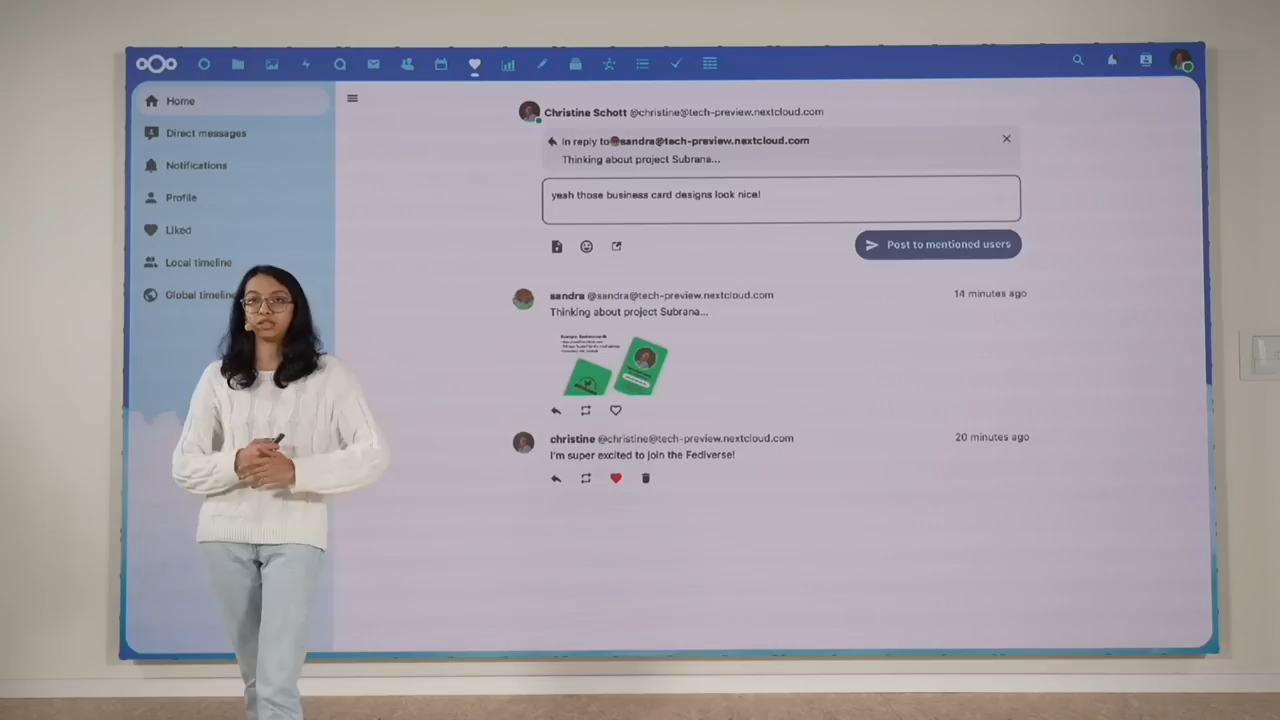 Home
Direct messages
Notifications
Profile
Liked
Local timeline
Global timeline
Christine Schott @christine@tech-preview.nextcloud.com
In reply to sandra@tech-preview.nextcloud.com
Thinking about project Subrana...
yeah those business card designs look nice!
Post to mentioned users
sandra @sandra@tech-preview.nextcloud.com 14 minutes ago
Thinking about project Subrana...
christine @christine@tech-preview.nextcloud.com 20 minutes ago
I'm super excited to join the Fediverse!